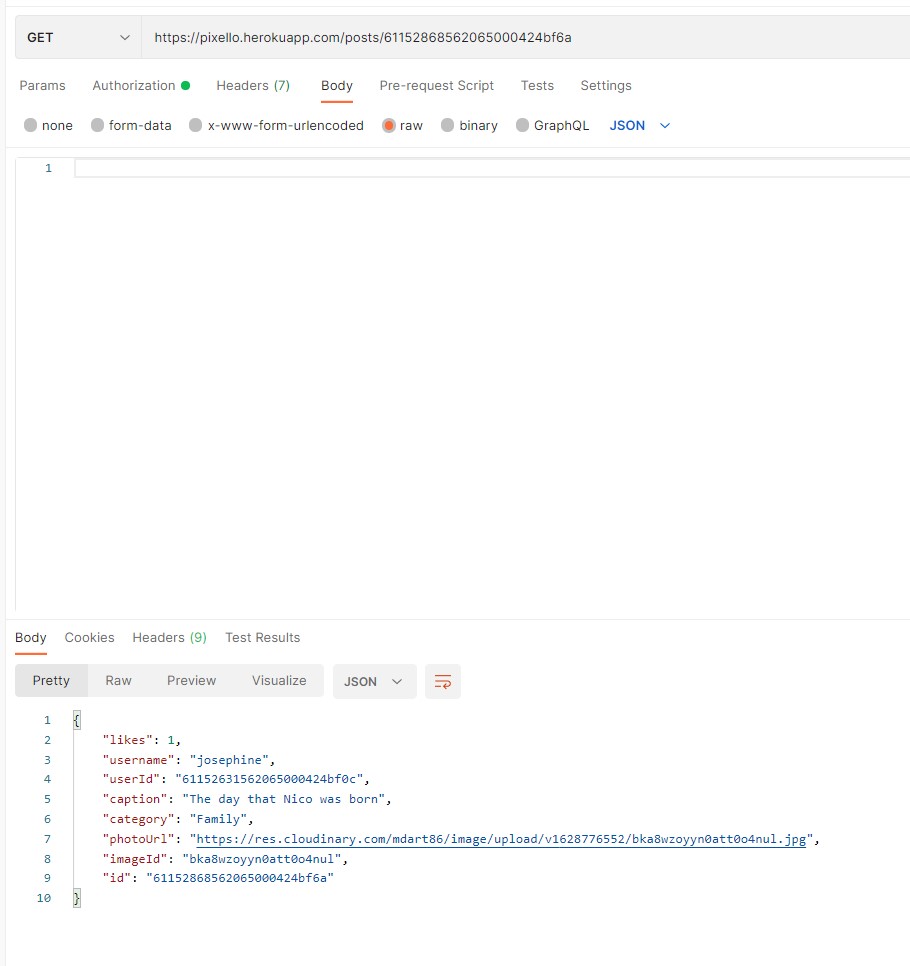 GET https://pixello.herokuapp.com/posts/61152868562065000424bf6a
Params Authorization Headers (7) Body Pre-request Script Tests Settings
none form-data x-www-form-urlencoded raw binary GraphQL JSON
1
Body Cookies Headers (9) Test Results
Pretty Raw Preview Visualize JSON
1 {
2 "likes": 1,
3 "username": "josephine",
4 "userId": "61152631562065000424bf0c",
5 "caption": "The day that Nico was born",
6 "category": "Family",
7 "photoUrl": "https://res.cloudinary.com/mdart86/image/upload/v1628776552/bka8wzoyyn0att0o4nul.jpg",
8 "imageId": "bka8wzoyyn0att0o4nul",
9 "id": "61152868562065000424bf6a"
10 }